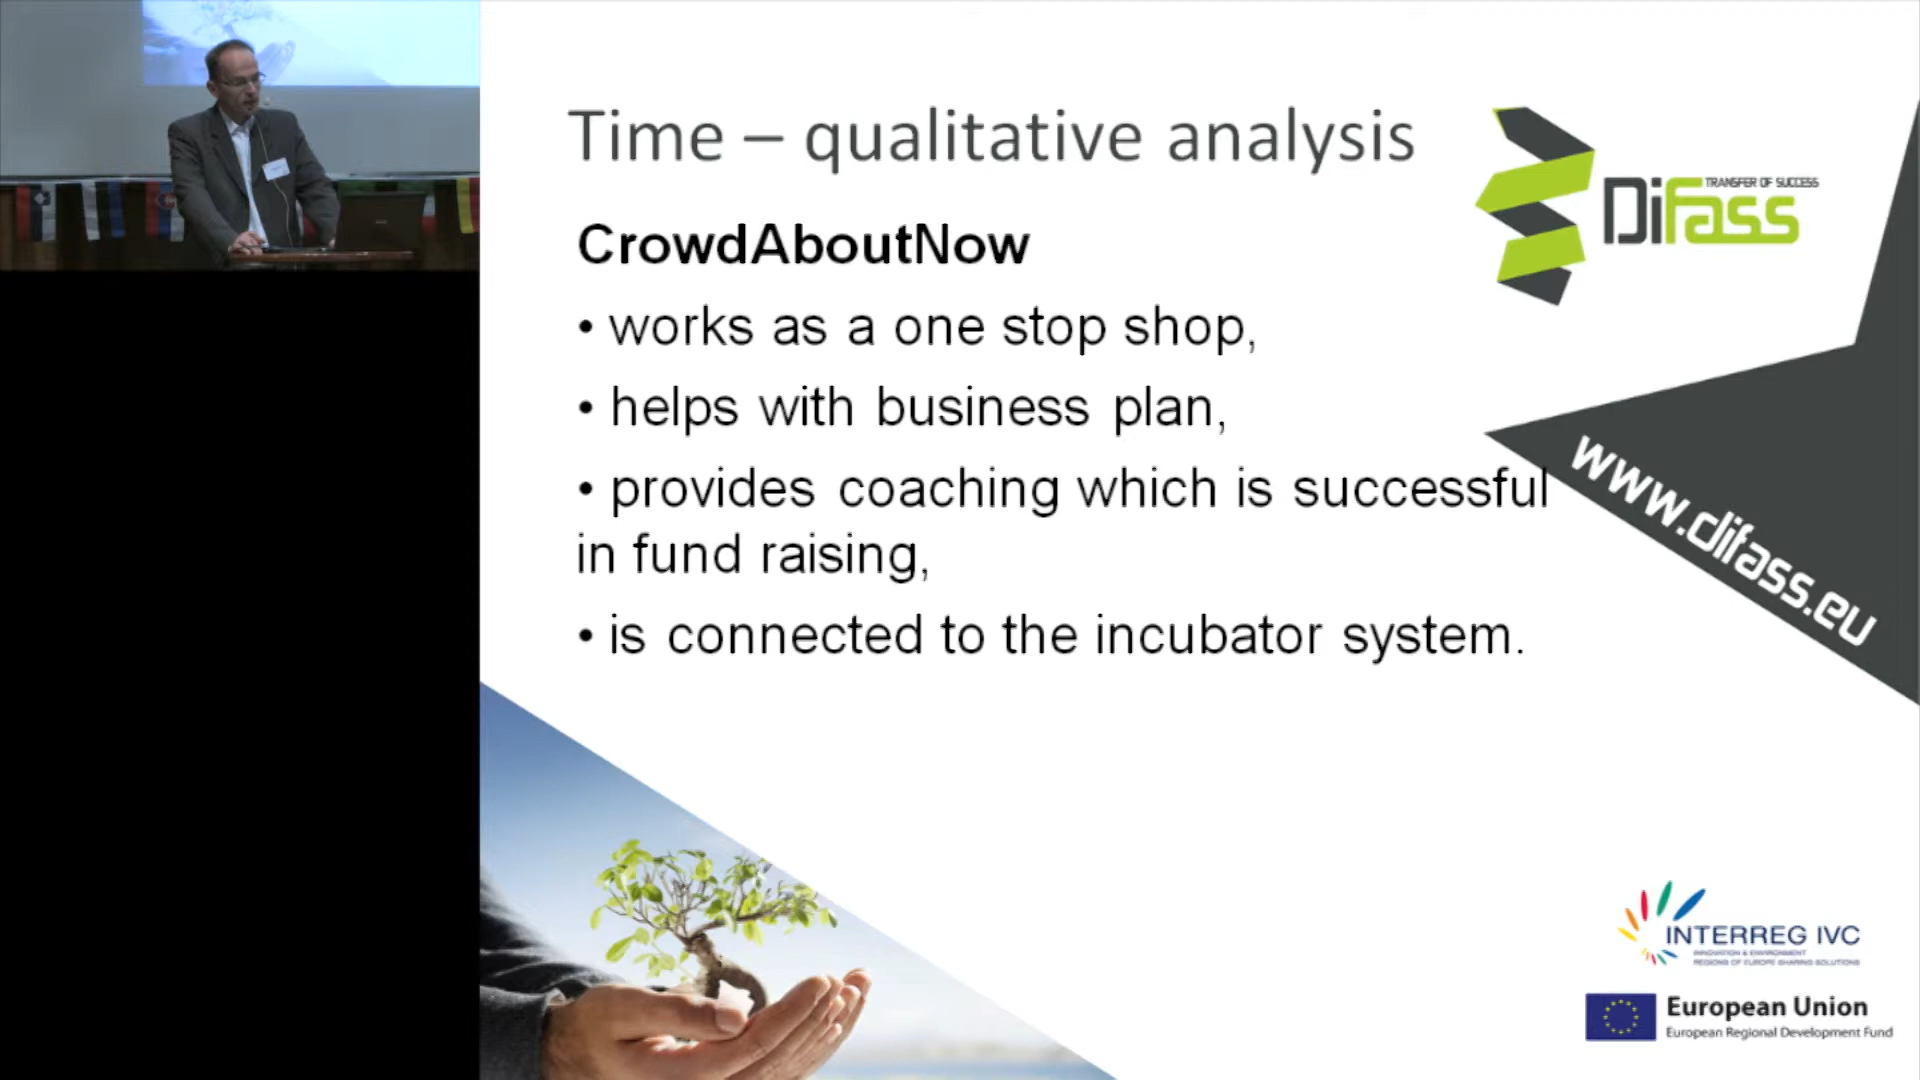 Time – qualitative analysis
TRANSFER OF SUCCESS
Difass
CrowdAboutNow
• works as a one stop shop,
• helps with business plan,
• provides coaching which is successful
in fund raising,
• is connected to the incubator system.
www.difass.eu
INTERREG IVC
INNOVATION & ENVIRONMENT
REGIONS OF EUROPE SHARING SOLUTIONS
European Union
European Regional Development Fund